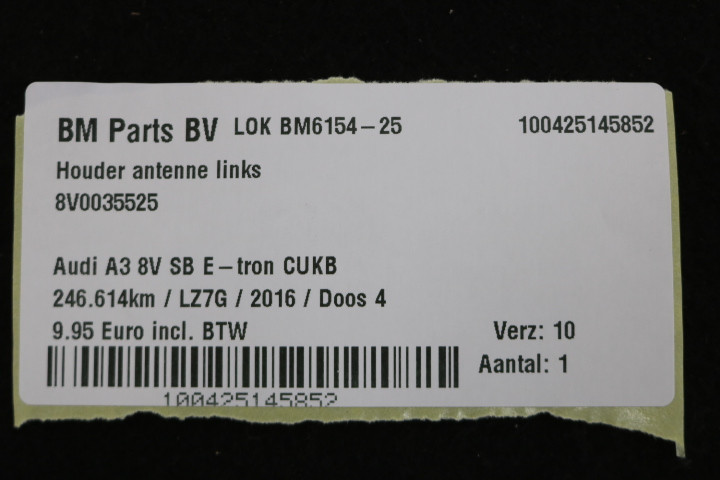 BM Parts BV LOK BM6154-25 100425145852
Houder antenne links
8V0035525
Audi A3 8V SB E-tron CUKB
246.614km / LZ7G / 2016 / Doos 4
9.95 Euro incl. BTW Verz: 10
Aantal: 1
100425145852